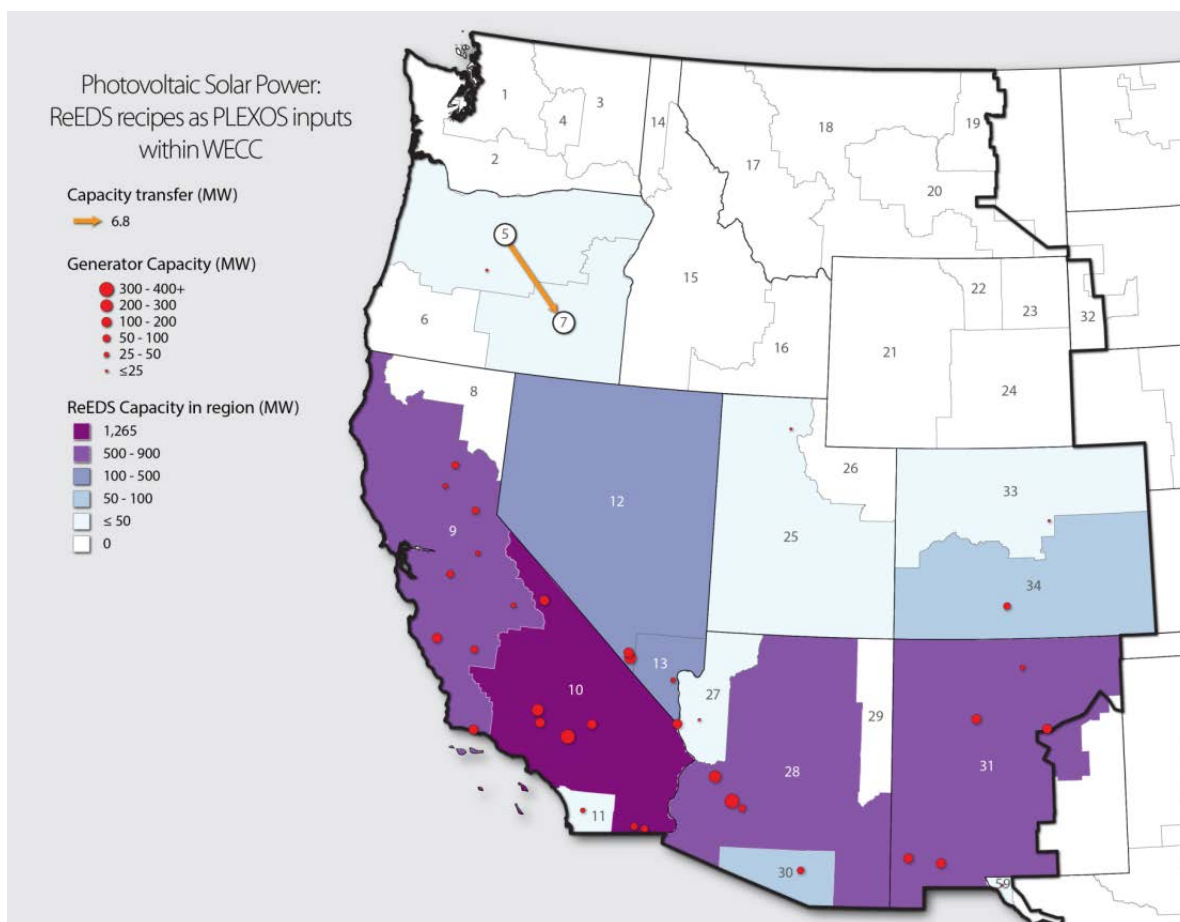 Photovoltaic Solar Power:
ReEDS recipes as PLEXOS inputs
within WECC
Capacity transfer (MW)
6.8
Generator Capacity (MW)
300 - 400+
200 - 300
100 - 200
50 - 100
25 - 50
≤25
ReEDS Capacity in region (MW)
1,265
500 - 900
100 - 500
50 - 100
≤ 50
0
1
3
4
14
2
18
19
17
20
5
15
7
6
22
23
32
16
21
8
24
26
33
12
9
25
34
13
10
27
29
28
31
11
30
59